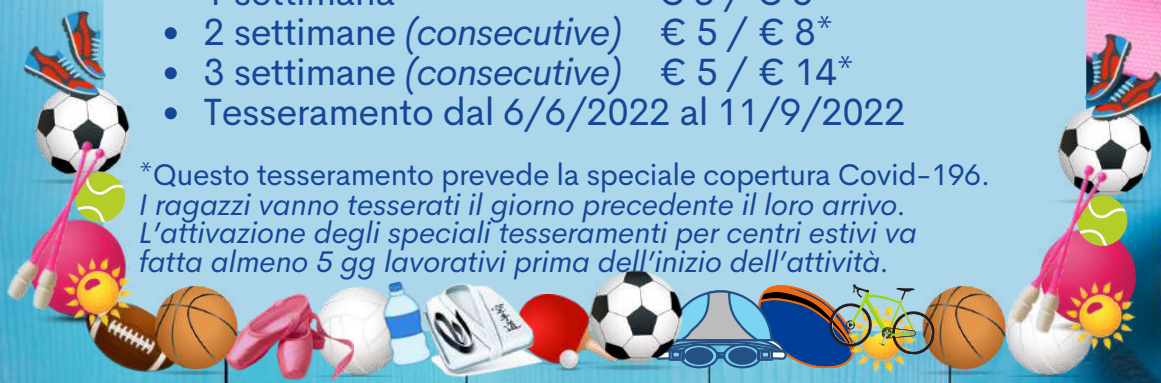 • 2 settimane (consecutive) € 5 / € 8*
• 3 settimane (consecutive) € 5 / € 14*
• Tesseramento dal 6/6/2022 al 11/9/2022
*Questo tesseramento prevede la speciale copertura Covid-196.
I ragazzi vanno tesserati il giorno precedente il loro arrivo.
L'attivazione degli speciali tesseramenti per centri estivi va
fatta almeno 5 gg lavorativi prima dell'inizio dell'attività.